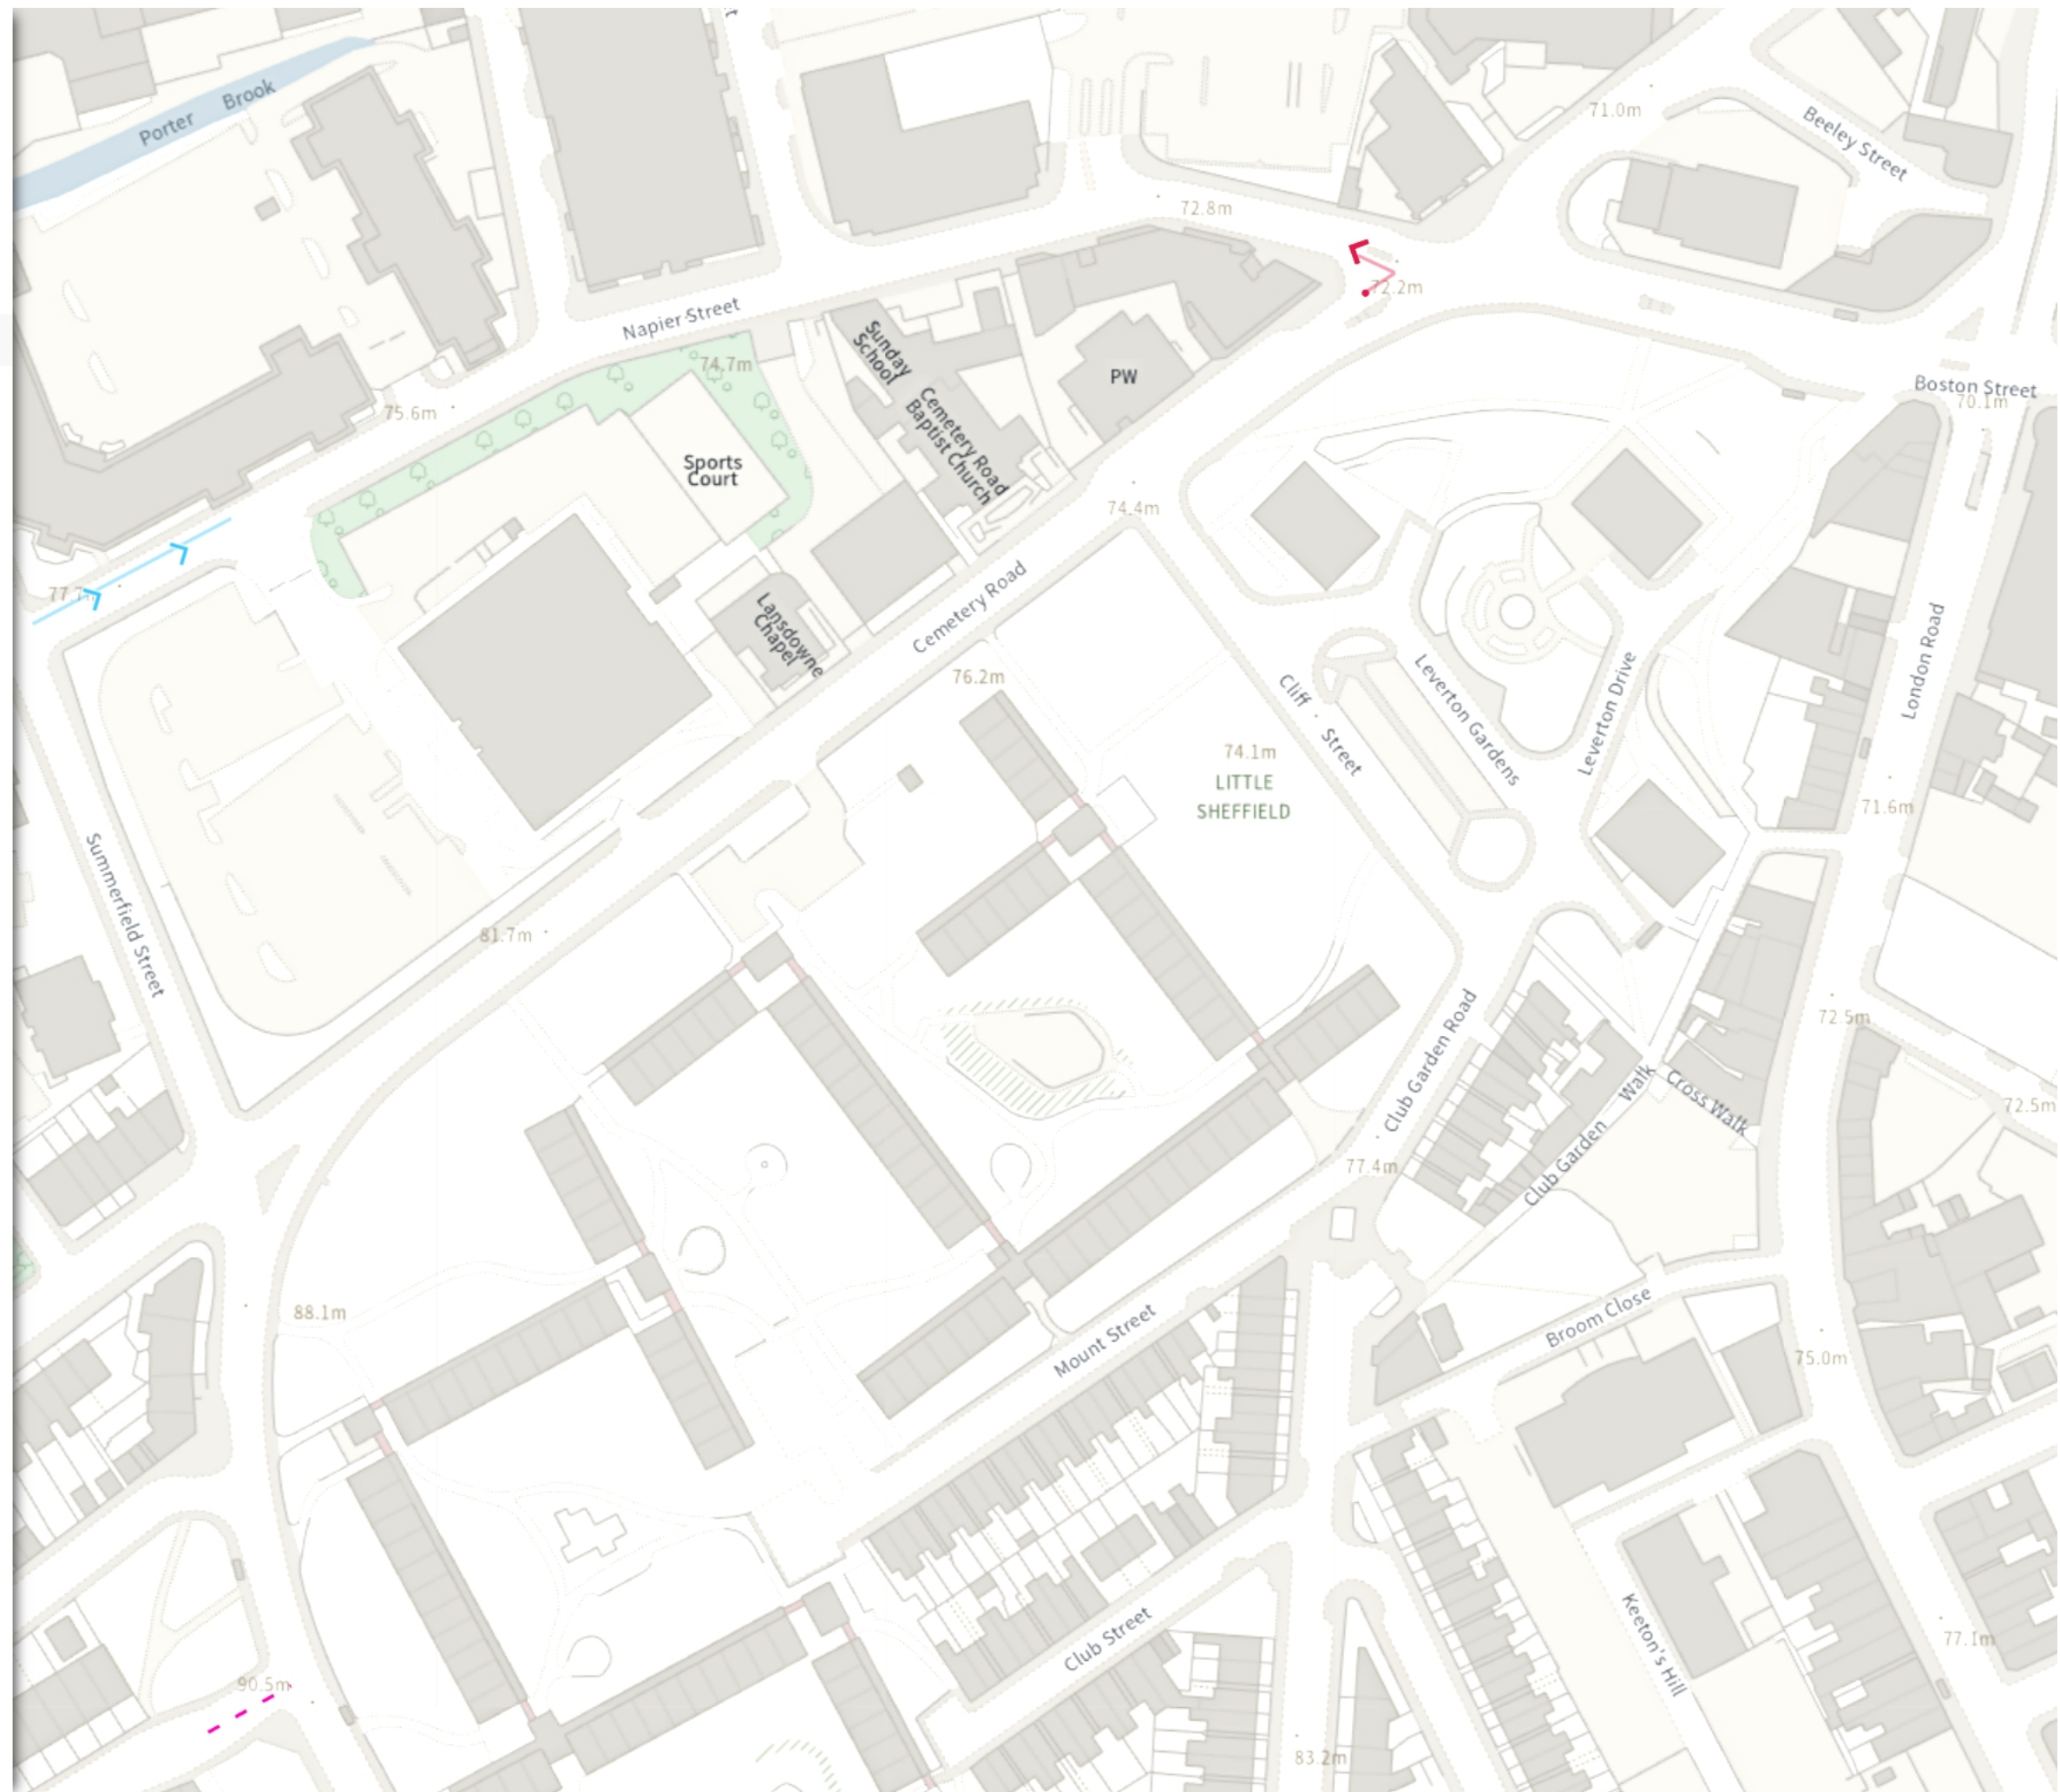 71.0m
Porter Brook
Beeley Street
72.8m
72.2m
Napier Street
Sunday
School
74.7m
PW
Boston Street
70.1m
75.6m
Cemetery Road
Baptist Church
Sports
Court
74.4m
77.7m
Cemetery Road
Lansdowne
Chapel
London Road
76.2m
Cliff Street
Leverton Gardens
Leverton Drive
74.1m
LITTLE
SHEFFIELD
71.6m
Summerfield Street
81.7m
72.5m
Club Garden Road
Club Garden Walk
Cross Walk
72.5m
77.4m
88.1m
Mount Street
Broom Close
75.0m
Club Street
Keeton's Hill
77.1m
90.5m
83.2m